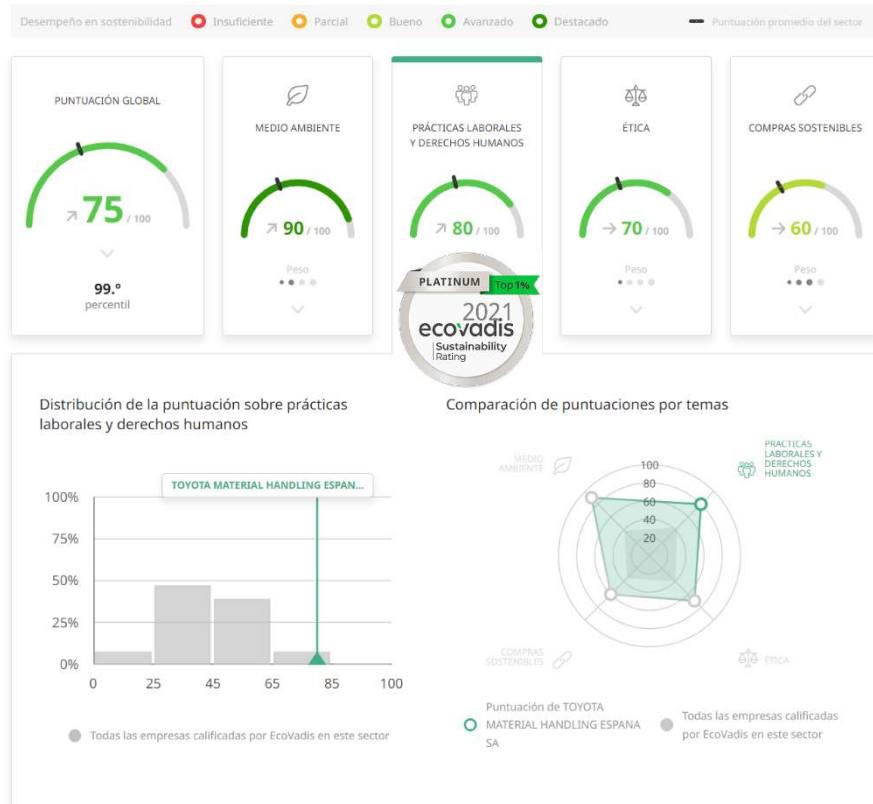 Desempeño en sostenibilidad
Insuficiente
Parcial
Bueno
Avanzado
Destacado
Puntuación promedio del sector
PUNTUACIÓN GLOBAL
75 / 100
99.º
percentil
MEDIO AMBIENTE
90 / 100
Peso
PRÁCTICAS LABORALES
Y DERECHOS HUMANOS
80 / 100
ÉTICA
70 / 100
Peso
COMPRAS SOSTENIBLES
60 / 100
Peso
PLATINUM
Top 1%
2021
ecovadis
Sustainability
Rating
Distribución de la puntuación sobre prácticas
laborales y derechos humanos
TOYOTA MATERIAL HANDLING ESPAN...
100%
75%
50%
25%
0%
0 25 45 65 85 100
Todas las empresas calificadas por EcoVadis en este sector
Comparación de puntuaciones por temas
MEDIO
AMBIENTE
PRÁCTICAS
LABORALES Y
DERECHOS
HUMANOS
100
80
60
40
20
COMPRAS
SOSTENIBLES
ÉTICA
Puntuación de TOYOTA
MATERIAL HANDLING ESPANA
SA
Todas las empresas calificadas
por EcoVadis en este sector